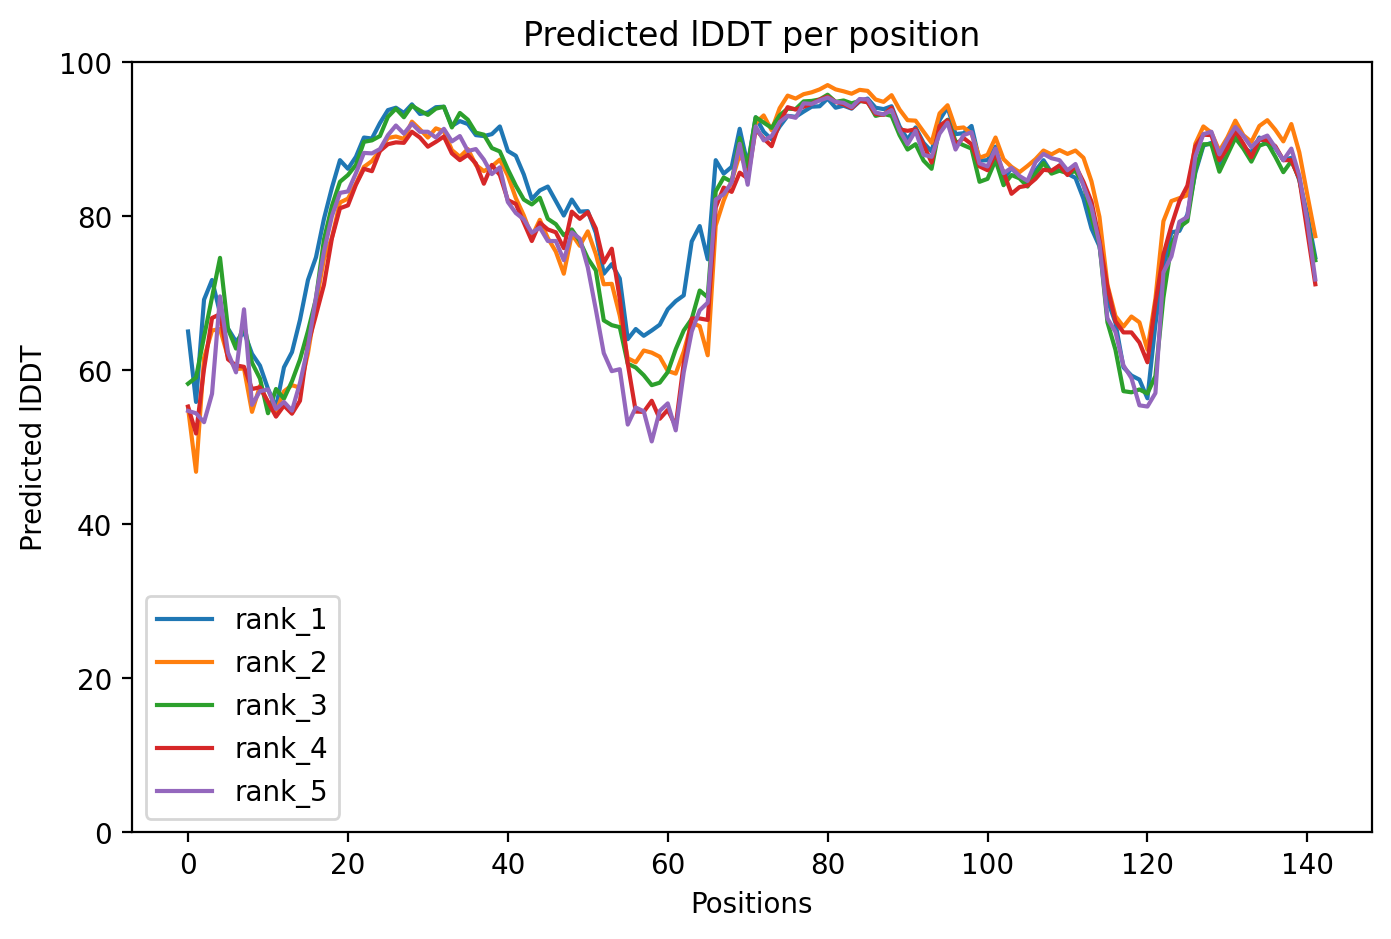 Predicted lDDT per position
100
80
60
40
20
0
Predicted lDDT
rank_1
rank_2
rank_3
rank_4
rank_5
0 20 40 60 80 100 120 140
Positions